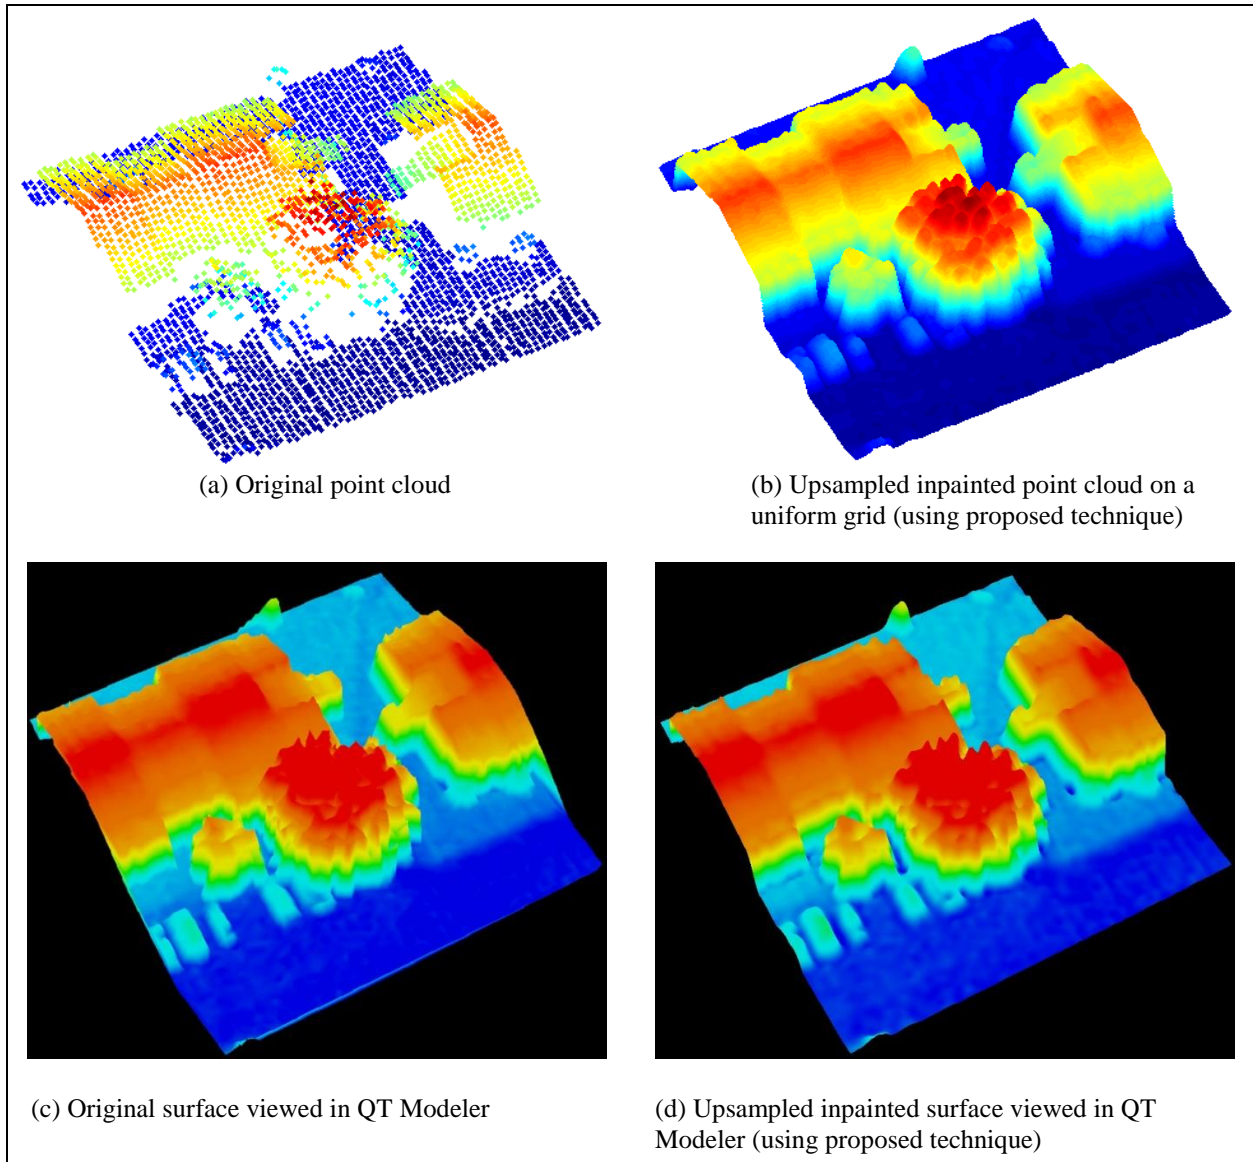 (a) Original point cloud
(b) Upsampled inpainted point cloud on a
uniform grid (using proposed technique)
(c) Original surface viewed in QT Modeler
(d) Upsampled inpainted surface viewed in QT
Modeler (using proposed technique)